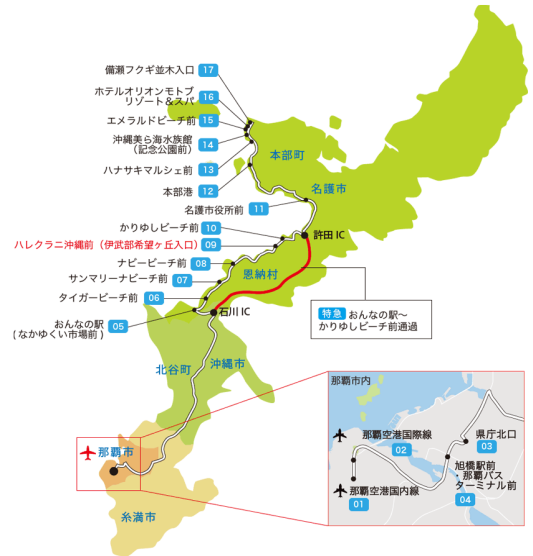 備瀬フクギ並木入口 17
ホテルオリオンモトブ
リゾート&スパ 16
エメラルドビーチ前 15
沖縄美ら海水族館
(記念公園前) 14
ハナサキマルシェ前 13
本部港 12
本部町
名護市
名護市役所前 11
かりゆしビーチ前 10
許田 IC
ハレクラニ沖縄前(伊武部希望ヶ丘入口) 09
ナビービーチ前 08
恩納村
サンマリーナビーチ前 07
タイガービーチ前 06
特急 おんなの駅~
かりゆしビーチ前通過
おんなの駅 05
(なかゆくい市場前)
石川 IC
北谷町
沖縄市
那覇市
糸満市
那覇市内
那覇空港国際線
02
県庁北口
03
旭橋駅前
・那覇バス
ターミナル前
04
那覇空港国内線
01